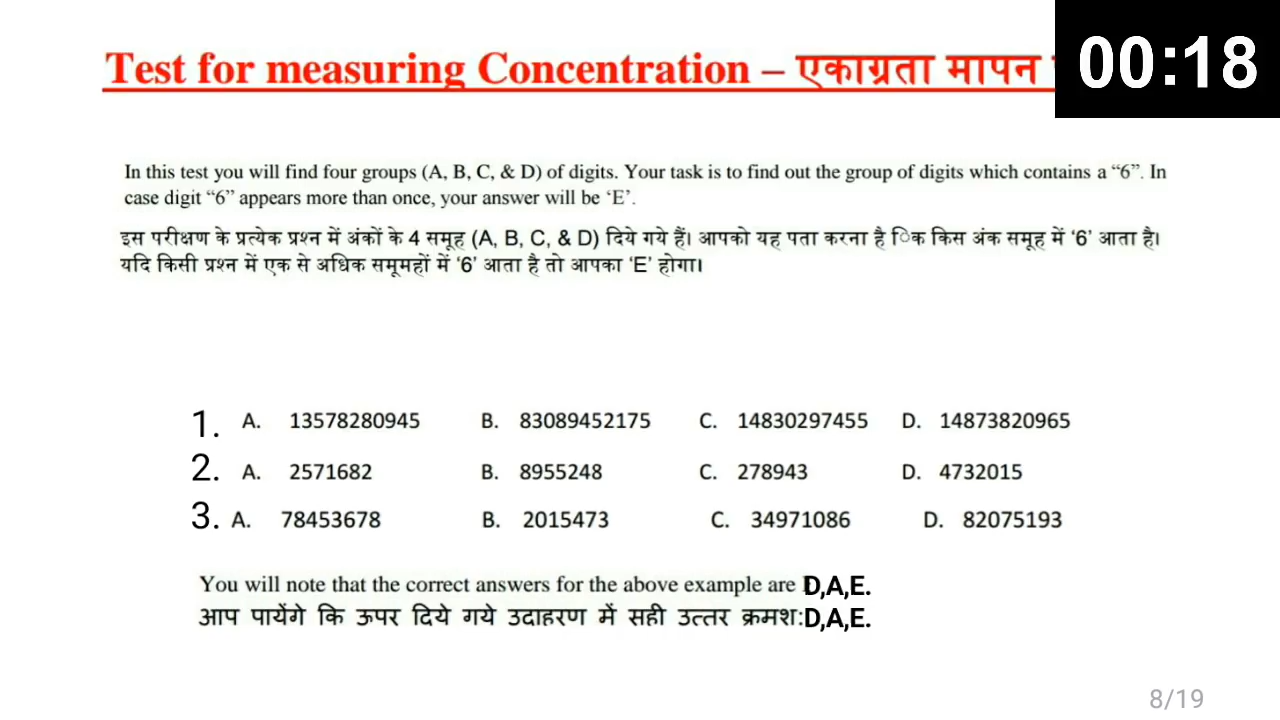 Test for measuring Concentration – एकाग्रता मापन
00:18
In this test you will find four groups (A, B, C, & D) of digits. Your task is to find out the group of digits which contains a “6”. In
case digit “6” appears more than once, your answer will be ‘E’.
इस परीक्षण के प्रत्येक प्रश्न में अंकों के 4 समूह (A, B, C, & D) दिये गये हैं। आपको यह पता करना है िक किस अंक समूह में ‘6’ आता है।
यदि किसी प्रश्न में एक से अधिक समूमहों में ‘6’ आता है तो आपका ‘E’ होगा।
1. A. 13578280945 B. 83089452175 C. 14830297455 D. 14873820965
2. A. 2571682 B. 8955248 C. 278943 D. 4732015
3. A. 78453678 B. 2015473 C. 34971086 D. 82075193
You will note that the correct answers for the above example are D,A,E.
आप पायेंगे कि ऊपर दिये गये उदाहरण में सही उत्तर क्रमश:D,A,E.
8/19